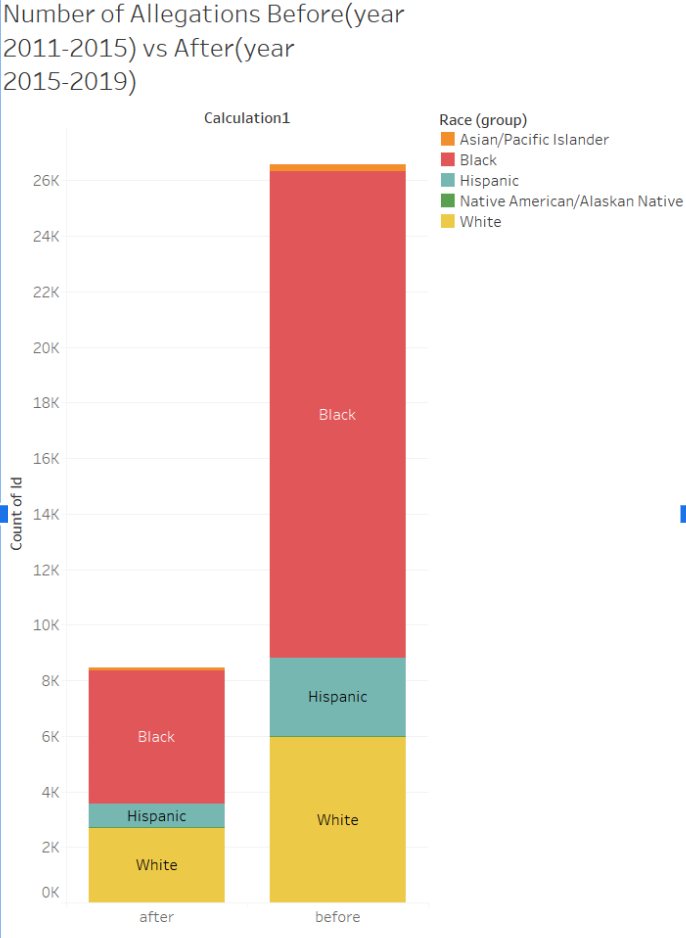 Number of Allegations Before(year
2011-2015) vs After(year
2015-2019)
Calculation1
Race (group)
Asian/Pacific Islander
Black
Hispanic
Native American/Alaskan Native
White
Count of Id
26K
24K
22K
20K
18K
16K
14K
12K
10K
8K
6K
4K
2K
0K
Black
Hispanic
White
Black
Hispanic
White
after
before